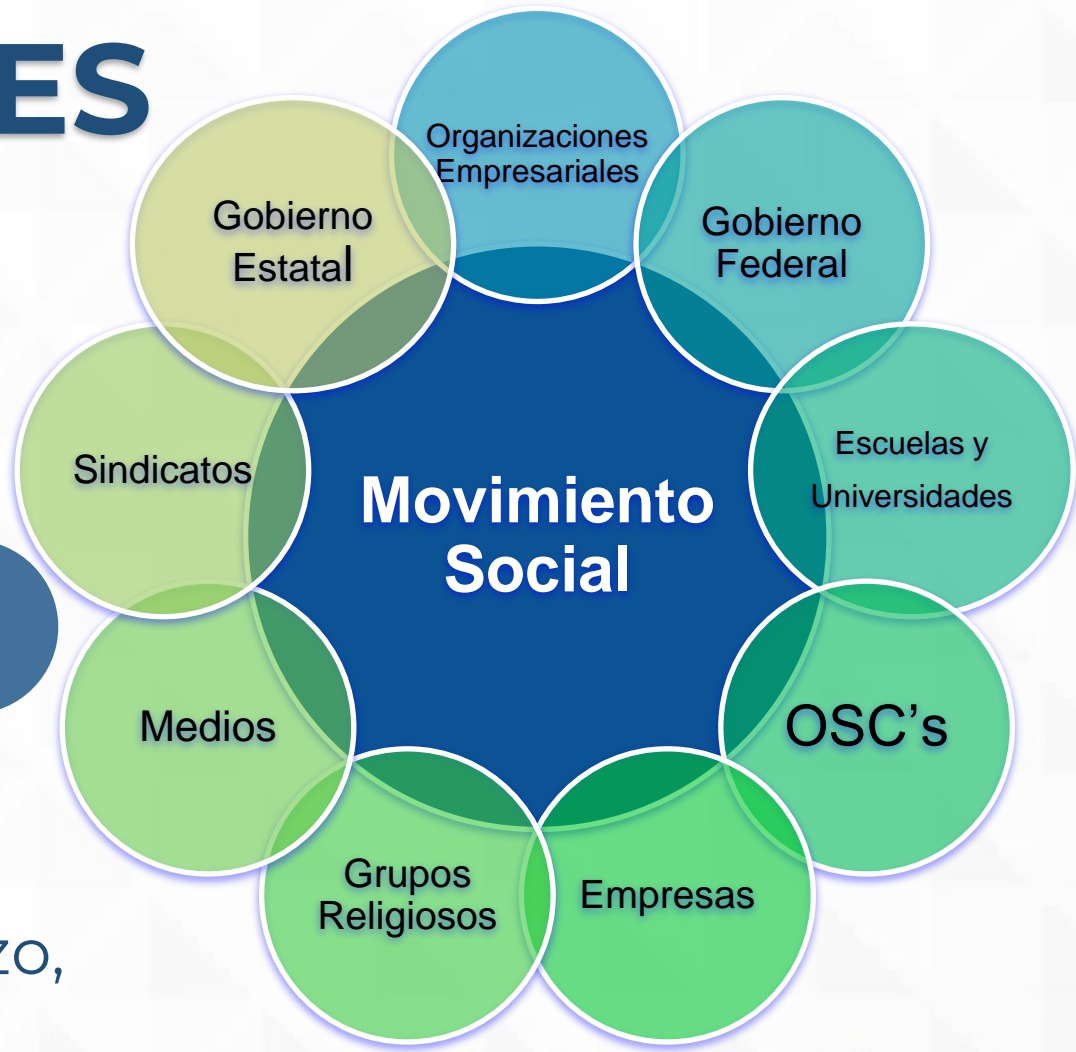 ES
Organizaciones
Empresariales
Gobierno
Federal
Escuelas y
Universidades
OSC’s
Empresas
Grupos
Religiosos
Medios
Sindicatos
Gobierno
Estatal
Movimiento
Social
zo,